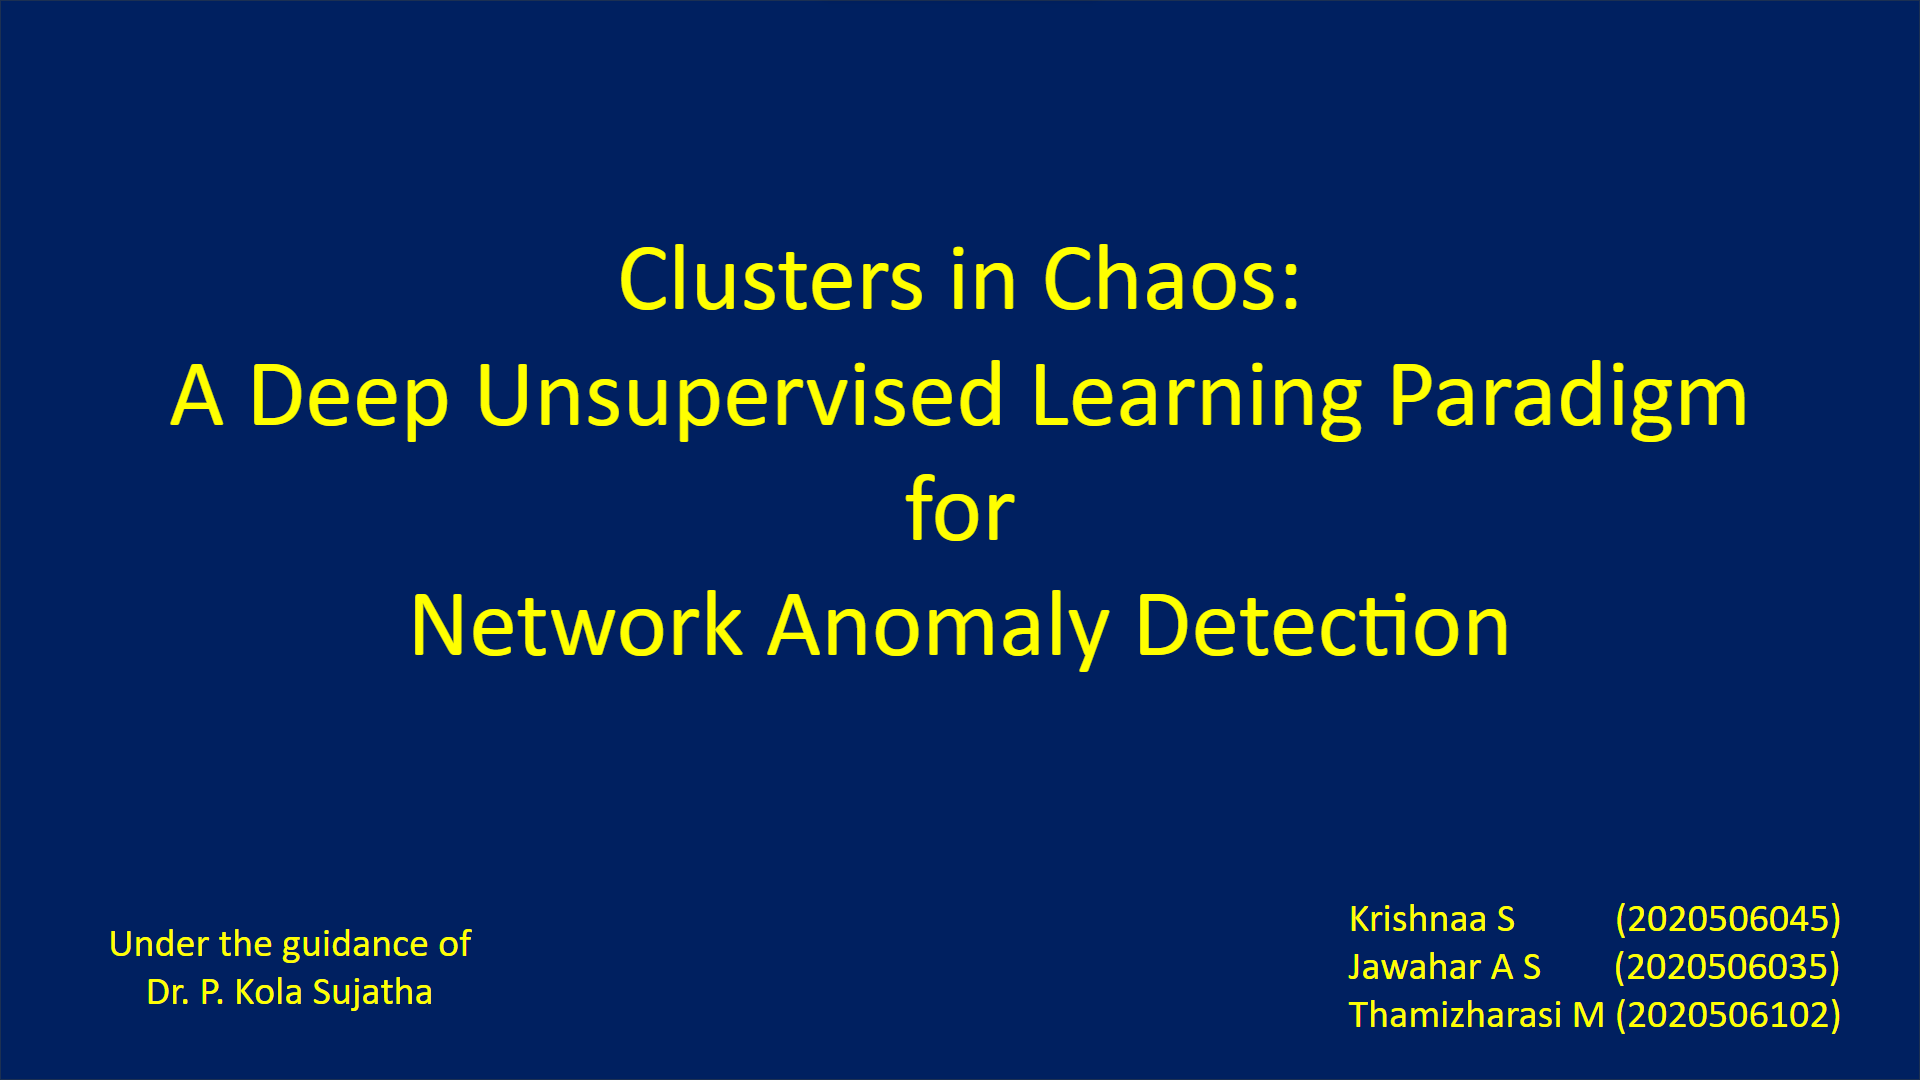 Clusters in Chaos:
A Deep Unsupervised Learning Paradigm
for
Network Anomaly Detection
Under the guidance of
Dr. P. Kola Sujatha
Krishnaa S (2020506045)
Jawahar A S (2020506035)
Thamizharasi M (2020506102)